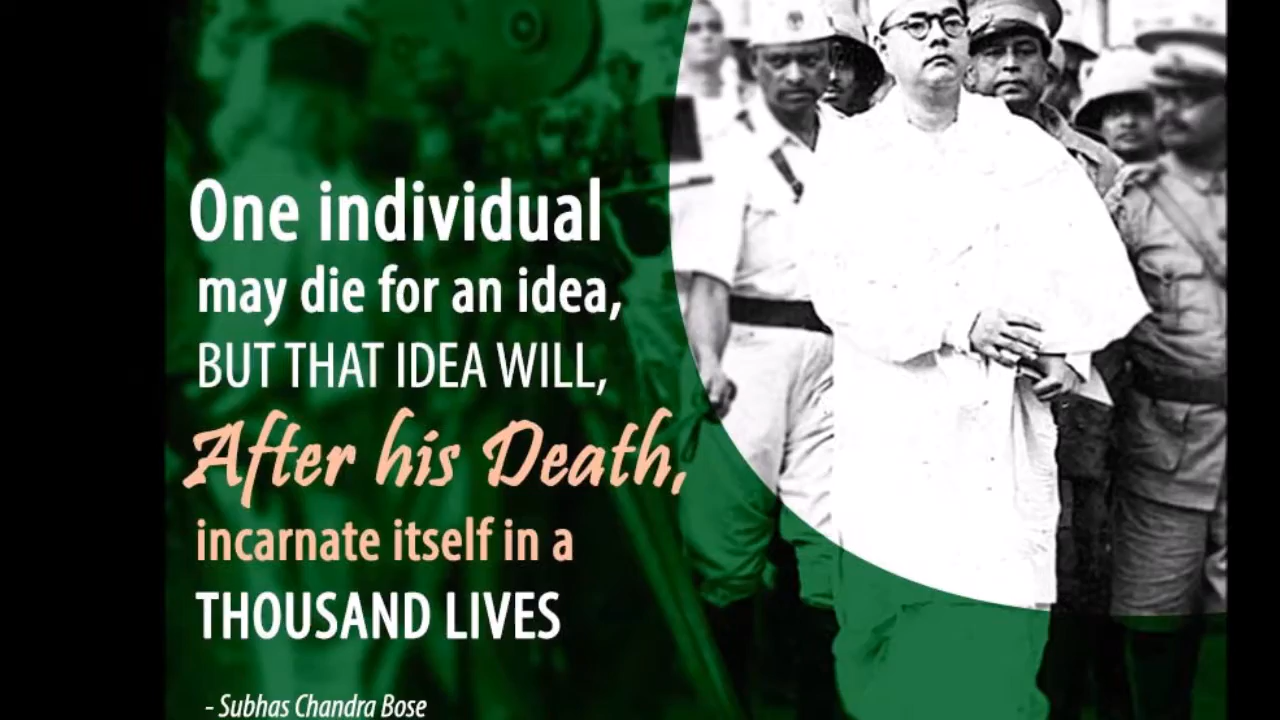 One individual
may die for an idea,
BUT THAT IDEA WILL,
After his Death,
incarnate itself in a
THOUSAND LIVES
- Subhas Chandra Bose